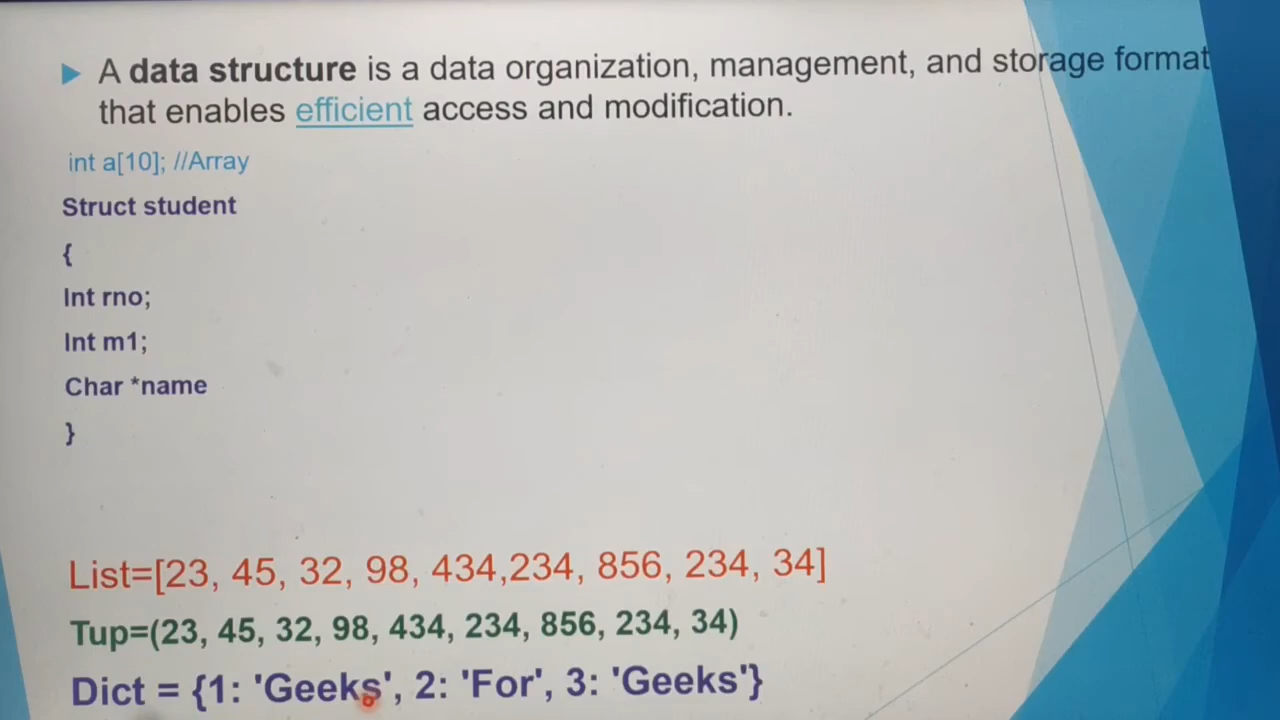 A data structure is a data organization, management, and storage format
that enables efficient access and modification.
int a[10]; //Array
Struct student
{
Int rno;
Int m1;
Char *name
}
List=[23, 45, 32, 98, 434,234, 856, 234, 34]
Tup=(23, 45, 32, 98, 434, 234, 856, 234, 34)
Dict = {1: 'Geeks', 2: 'For', 3: 'Geeks'}